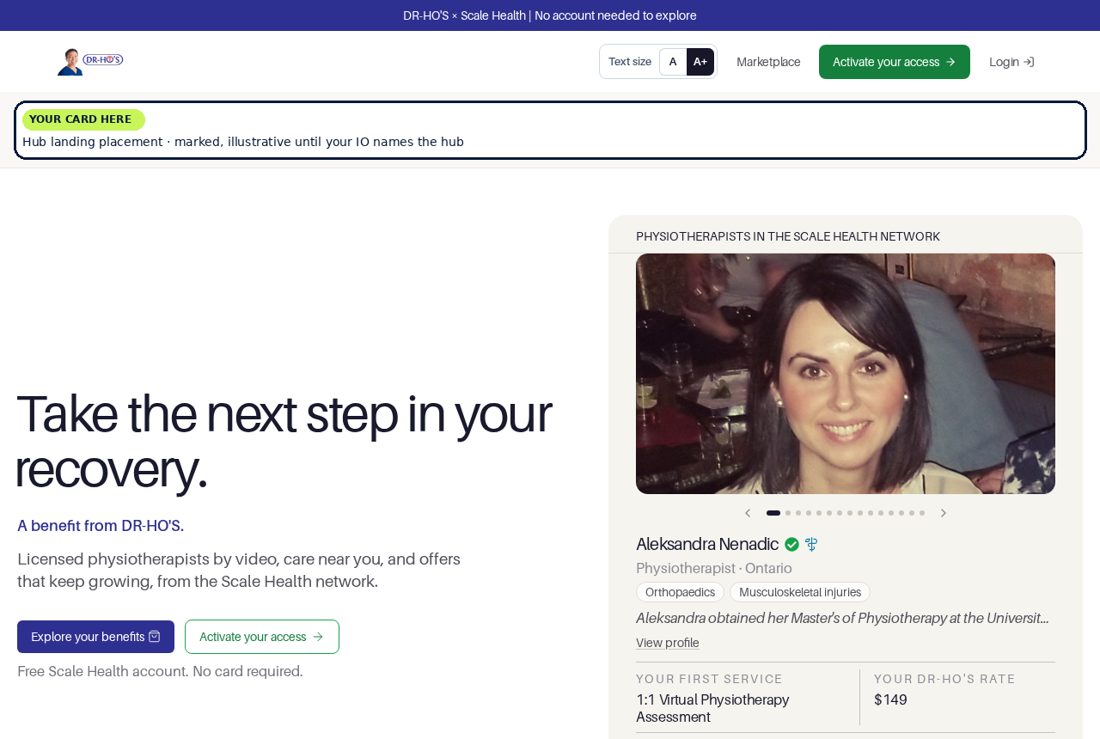 DR-HO'S × Scale Health | No account needed to explore
DR-HO'S
Text size A A+
Marketplace
Activate your access →
Login
YOUR CARD HERE
Hub landing placement · marked, illustrative until your IO names the hub
PHYSIOTHERAPISTS IN THE SCALE HEALTH NETWORK
Take the next step in your
recovery.
A benefit from DR-HO'S.
Licensed physiotherapists by video, care near you, and offers
that keep growing, from the Scale Health network.
Explore your benefits
Activate your access →
Free Scale Health account. No card required.
Aleksandra Nenadic
Physiotherapist · Ontario
Orthopaedics
Musculoskeletal injuries
Aleksandra obtained her Master's of Physiotherapy at the Universit...
View profile
YOUR FIRST SERVICE
1:1 Virtual Physiotherapy
Assessment
YOUR DR-HO'S RATE
$149